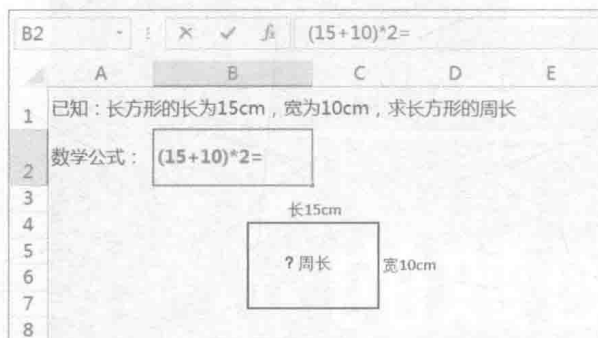 B2 fx (15+10)*2=
A B C D E
1 已知：长方形的长为15cm，宽为10cm，求长方形的周长
2 数学公式： (15+10)*2=
3
长15cm
4
5 ？周长 宽10cm
6
7
8